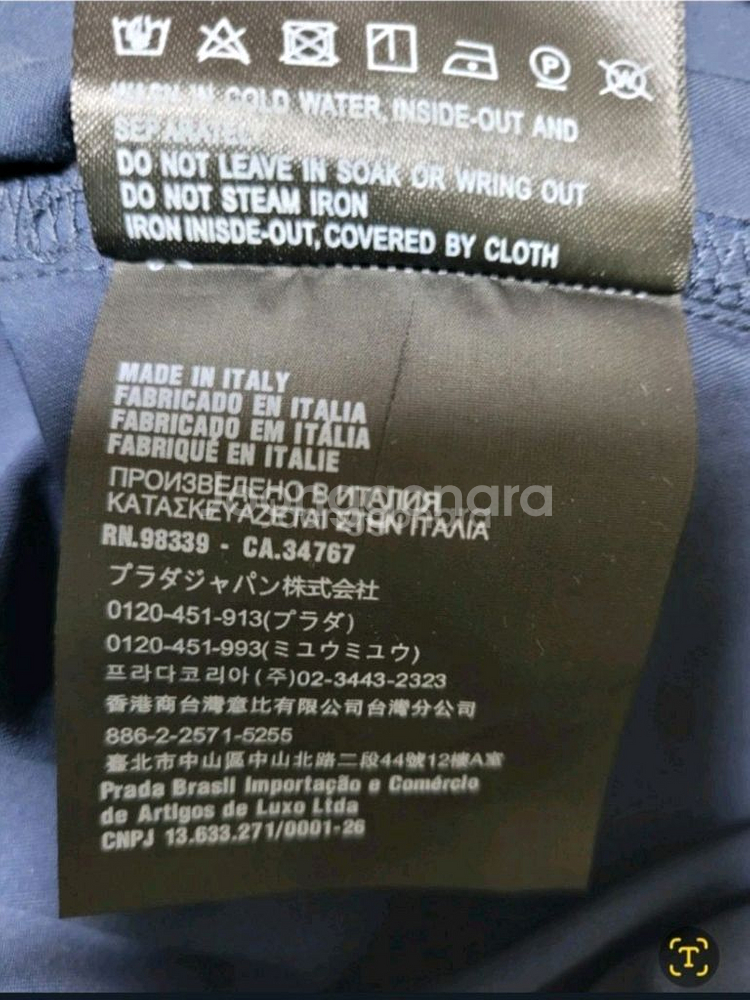 WASH IN COLD WATER, INSIDE-OUT AND
SEPARATELY
DO NOT LEAVE IN SOAK OR WRING OUT
DO NOT STEAM IRON
IRON INISDE-OUT, COVERED BY CLOTH
MADE IN ITALY
FABRICADO EN ITALIA
FABRICADO EM ITÁLIA
FABRIQUÉ EN ITALIE
ПРОИЗВЕДЕНО В ИТАЛИЯ
ΚΑΤΑΣΚΕΥΑΖΕΤΑΙ ΣΤΗΝ ΙΤΑΛΙΑ
RN.98339 - CA.34767
プラダジャパン株式会社
0120-451-913(プラダ)
0120-451-993(ミュウミュウ)
프라다코리아(주)02-3443-2323
香港商台灣意比有限公司台灣分公司
886-2-2571-5255
臺北市中山區中山北路二段44號12樓A室
Prada Brasil Importação e Comércio
de Artigos de Luxo Ltda
CNPJ 13.633.271/0001-26